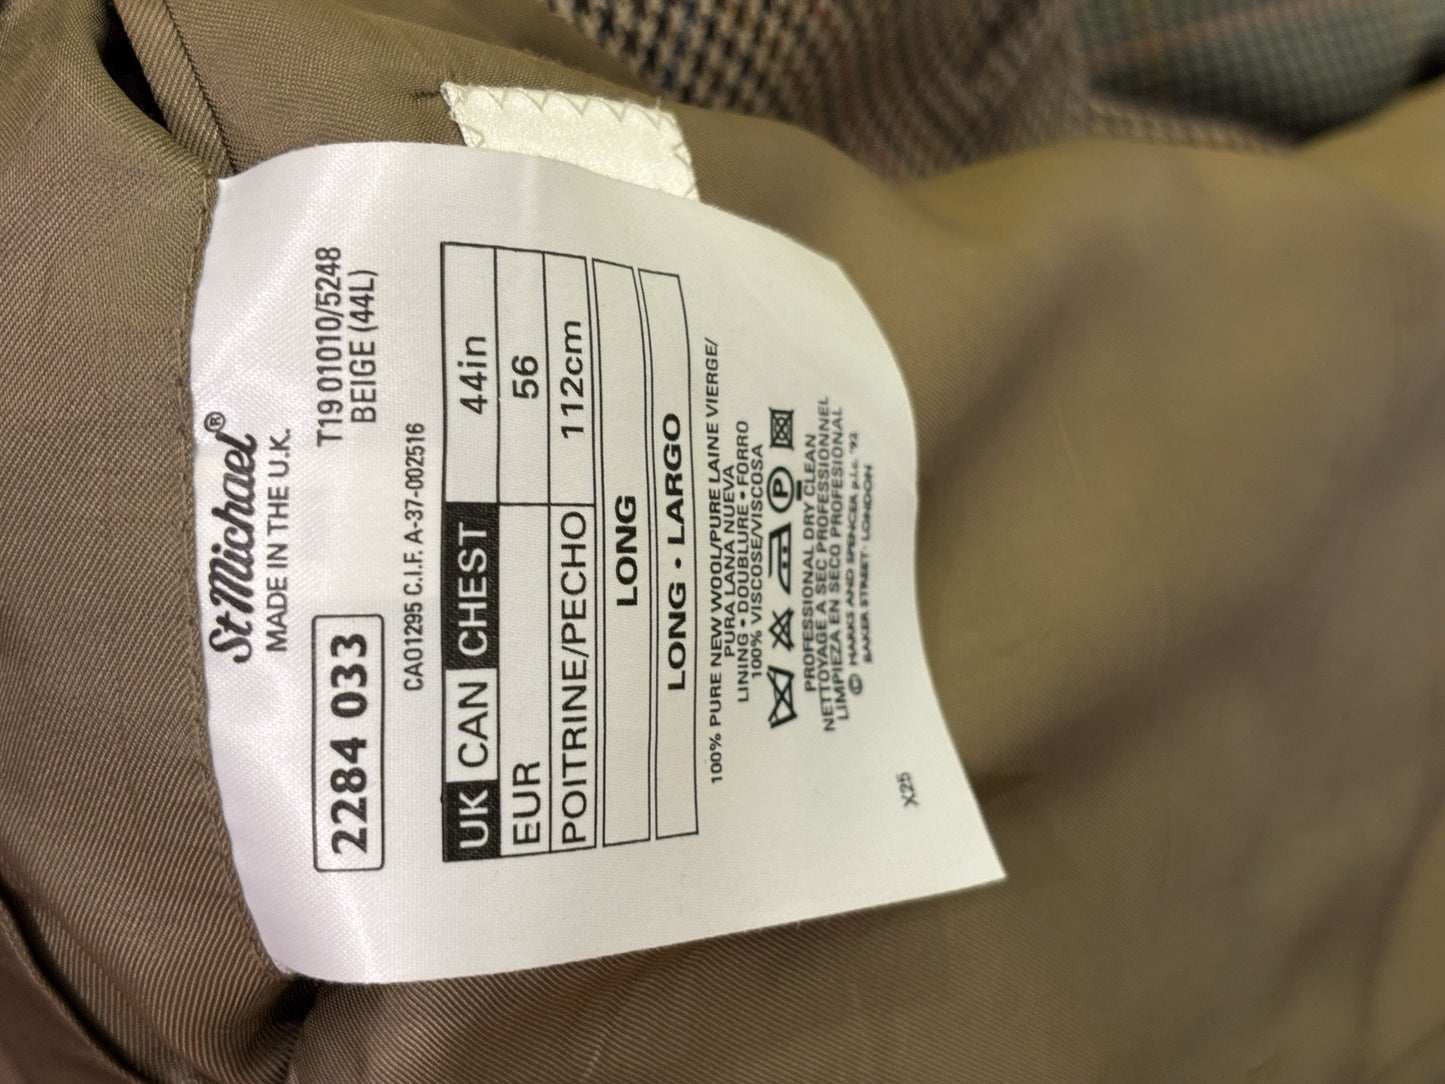 St Michael®
MADE IN THE U.K.
2284 033
T19 01010/5248
BEIGE (44L)
CA01295 C.I.F. A-37-002516
UK CAN CHEST 44in
EUR 56
POITRINE/PECHO 112cm
LONG
LONG · LARGO
100% PURE NEW WOOL/PURE LAINE VIERGE/
PURA LANA NUEVA
LINING · DOUBLURE · FORRO
100% VISCOSE/VISCOSA
P
PROFESSIONAL DRY CLEAN
NETTOYAGE A SEC PROFESSIONNEL
LIMPIEZA EN SECO PROFESIONAL
© MARKS AND SPENCER p.l.c. '92
BAKER STREET · LONDON
X25